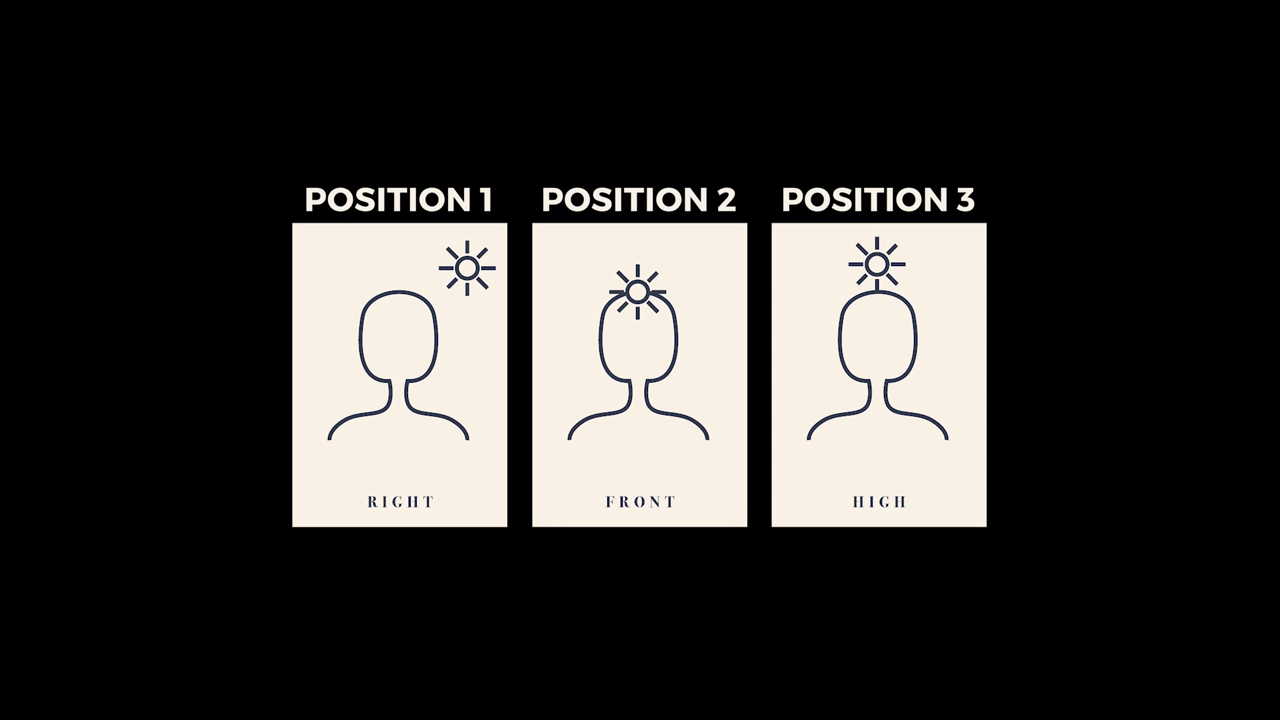 POSITION 1
POSITION 2
POSITION 3
RIGHT
FRONT
HIGH